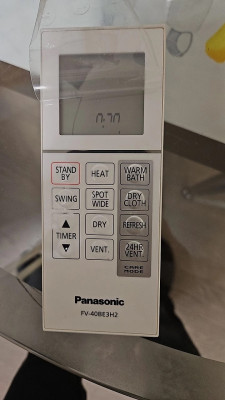 0:70
STAND BY
HEAT
WARM BATH
SWING
SPOT WIDE
DRY CLOTH
▲
TIMER
▼
DRY
REFRESH
VENT.
24HR VENT.
CARE MODE
Panasonic
FV-40BE3H2